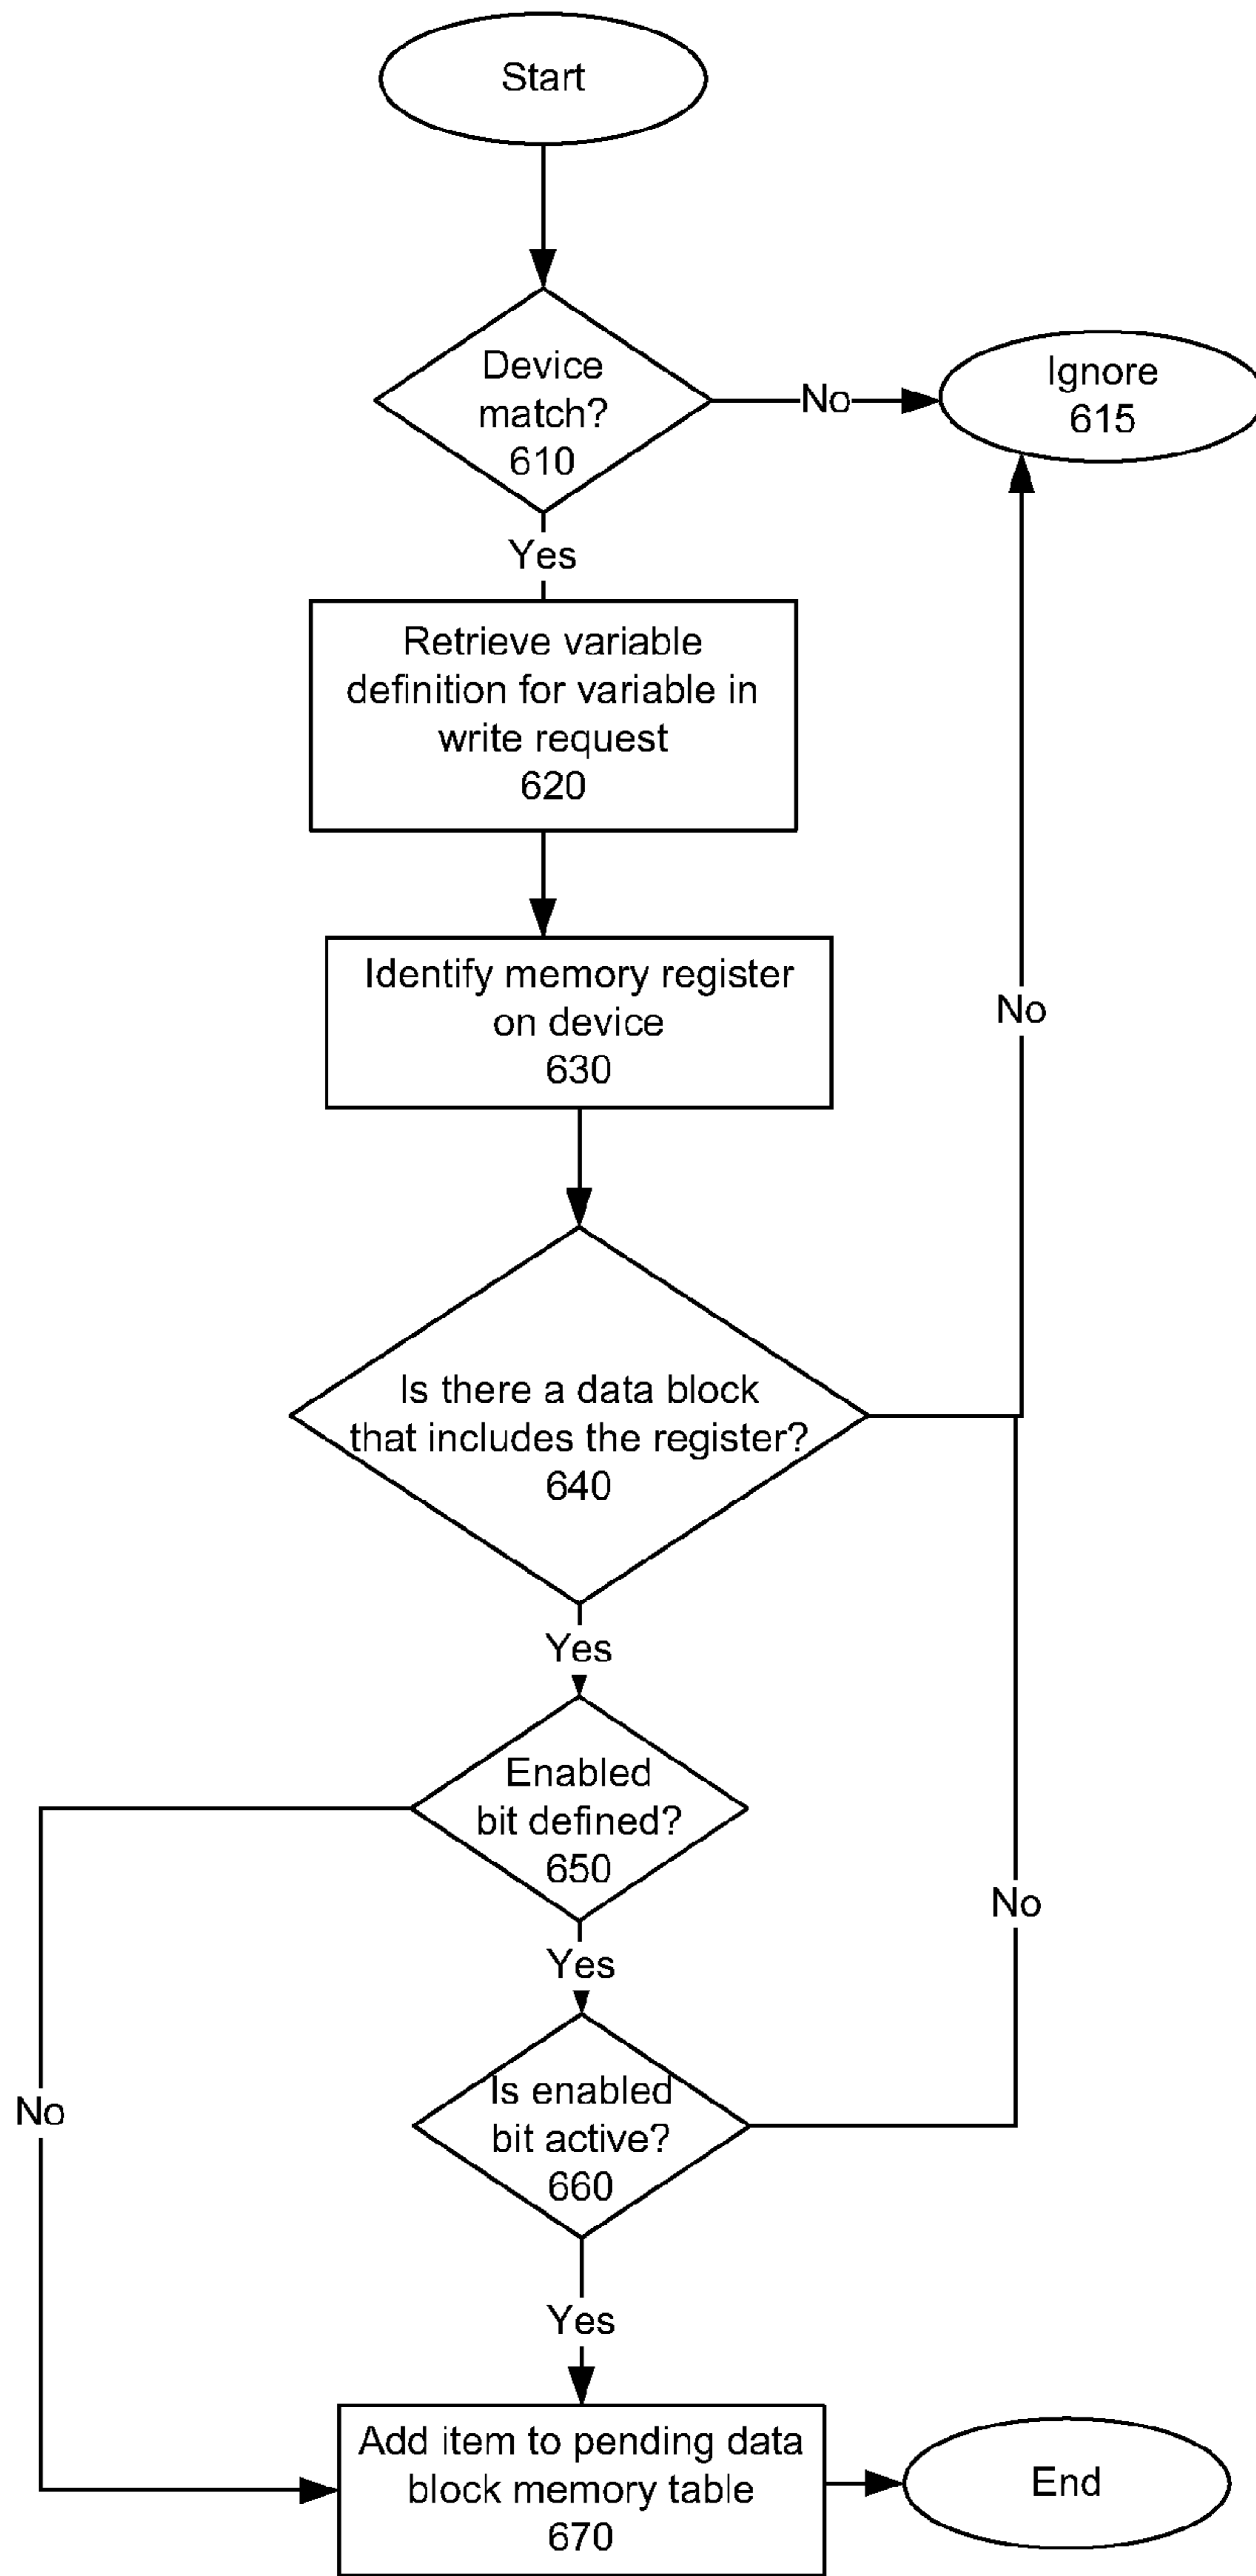 Start
Device
match?
610
No
Ignore
615
Yes
Retrieve variable
definition for variable in
write request
620
Identify memory register
on device
630
No
Is there a data block
that includes the register?
640
Yes
Enabled
bit defined?
650
No
Yes
Is enabled
bit active?
660
No
Yes
Add item to pending data
block memory table
670
End